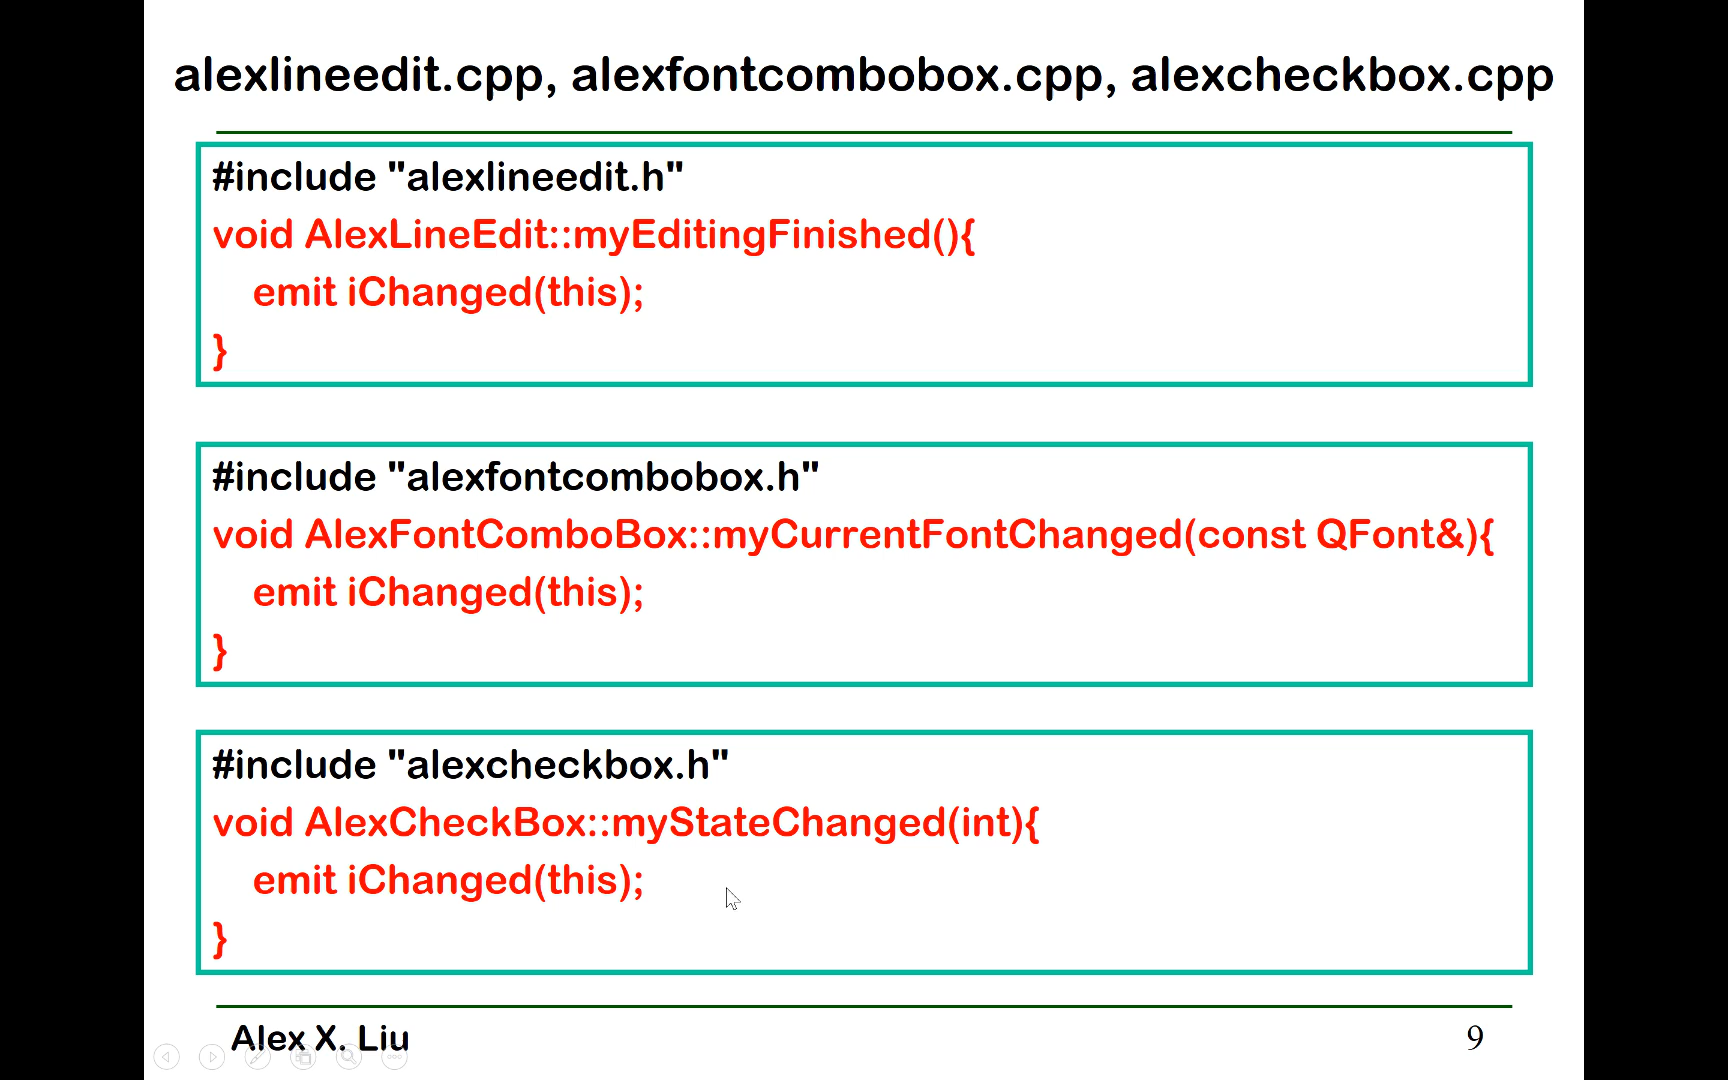 alexlineedit.cpp, alexfontcombobox.cpp, alexcheckbox.cpp
#include "alexlineedit.h"
void AlexLineEdit::myEditingFinished(){
    emit iChanged(this);
}
#include "alexfontcombobox.h"
void AlexFontComboBox::myCurrentFontChanged(const QFont&){
    emit iChanged(this);
}
#include "alexcheckbox.h"
void AlexCheckBox::myStateChanged(int){
    emit iChanged(this);
}
Alex X. Liu
9